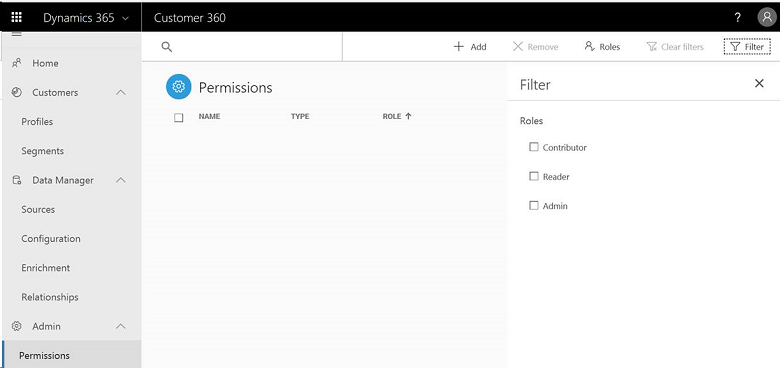 Dynamics 365
Customer 360
?
Add
Remove
Roles
Clear filters
Filter
Home
Customers
Profiles
Segments
Data Manager
Sources
Configuration
Enrichment
Relationships
Admin
Permissions
Permissions
NAME TYPE ROLE ↑
Filter
Roles
Contributor
Reader
Admin